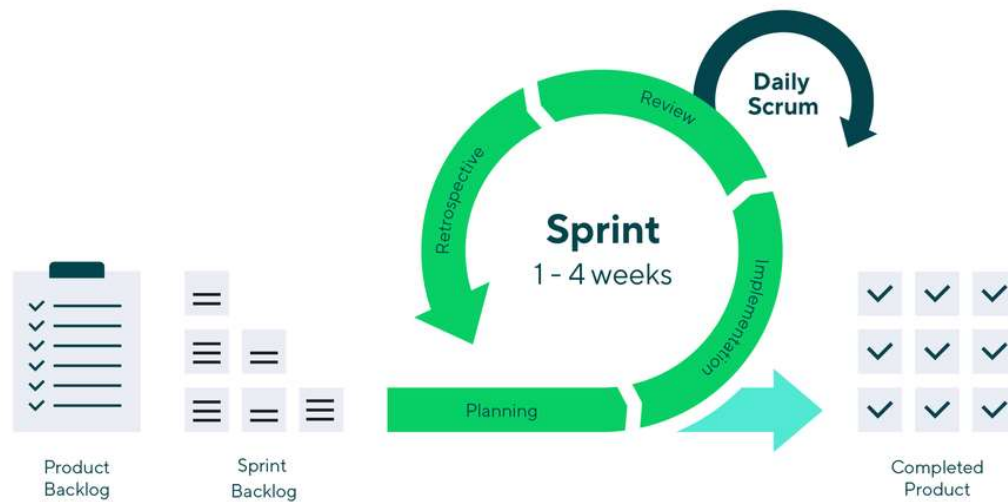 Daily
Scrum
Review
Retrospective
Sprint
1 - 4 weeks
Implementation
Planning
Product
Backlog
Sprint
Backlog
Completed
Product